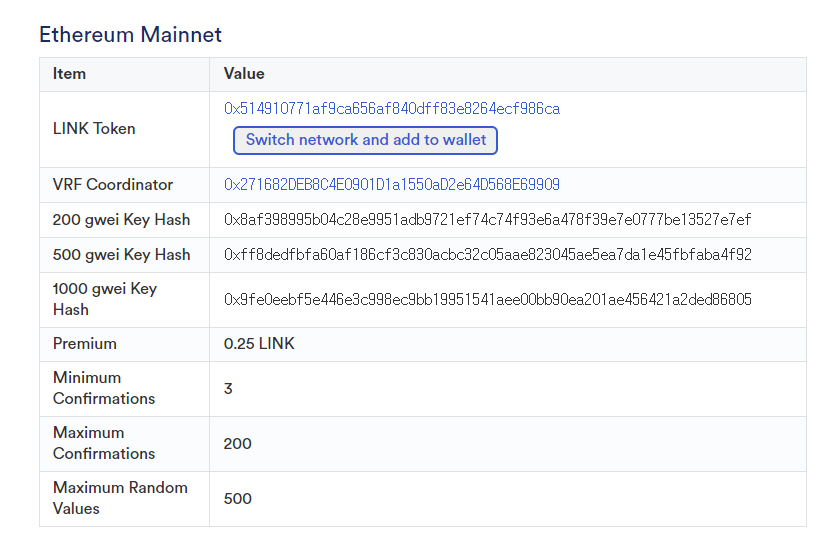 Ethereum Mainnet
Item Value
LINK Token 0x514910771af9ca656af840dff83e8264ecf986ca
Switch network and add to wallet
VRF Coordinator 0x271682DEB8C4E0901D1a1550aD2e64D568E69909
200 gwei Key Hash 0x8af398995b04c28e9951adb9721ef74c74f93e6a478f39e7e0777be13527e7ef
500 gwei Key Hash 0xff8dedfbfa60af186cf3c830acbc32c05aae823045ae5ea7da1e45fbfaba4f92
1000 gwei Key
Hash 0x9fe0eebf5e446e3c998ec9bb19951541aee00bb90ea201ae456421a2ded86805
Premium 0.25 LINK
Minimum
Confirmations 3
Maximum
Confirmations 200
Maximum Random
Values 500